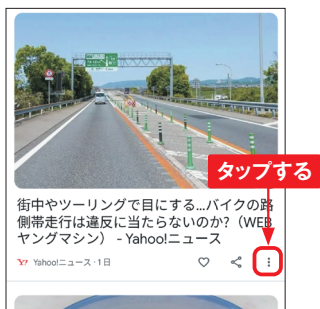 タップする
街中やツーリングで目にする...バイクの路
側帯走行は違反に当たらないのか?（WEB
ヤングマシン） - Yahoo!ニュース
Y! Yahoo!ニュース・1日